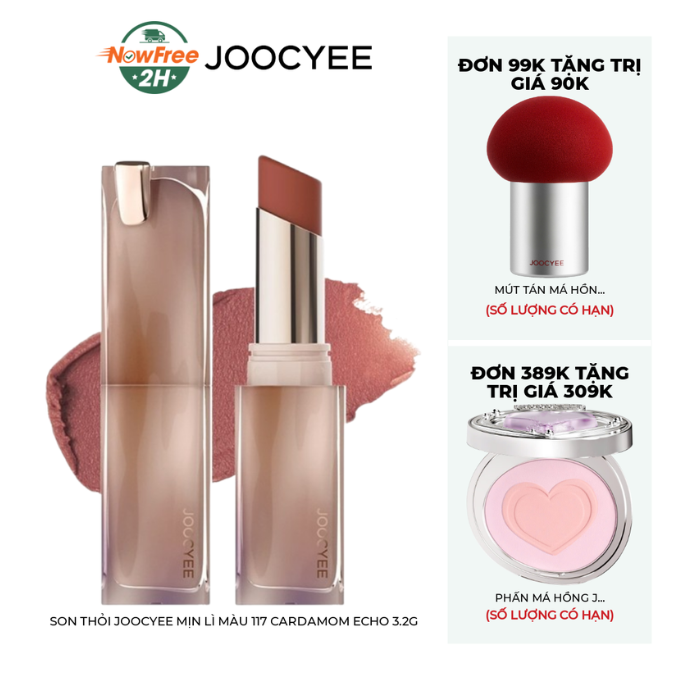 NowFree
2H
JOOCYEE
ĐƠN 99K TẶNG TRỊ
GIÁ 90K
JOOCYEE
MÚT TÁN MÁ HỒN...
(SỐ LƯỢNG CÓ HẠN)
ĐƠN 389K TẶNG
TRỊ GIÁ 309K
PHẤN MÁ HỒNG J...
(SỐ LƯỢNG CÓ HẠN)
JOOCYEE
JOOCYEE
SON THỎI JOOCYEE MỊN LÌ MÀU 117 CARDAMOM ECHO 3.2G